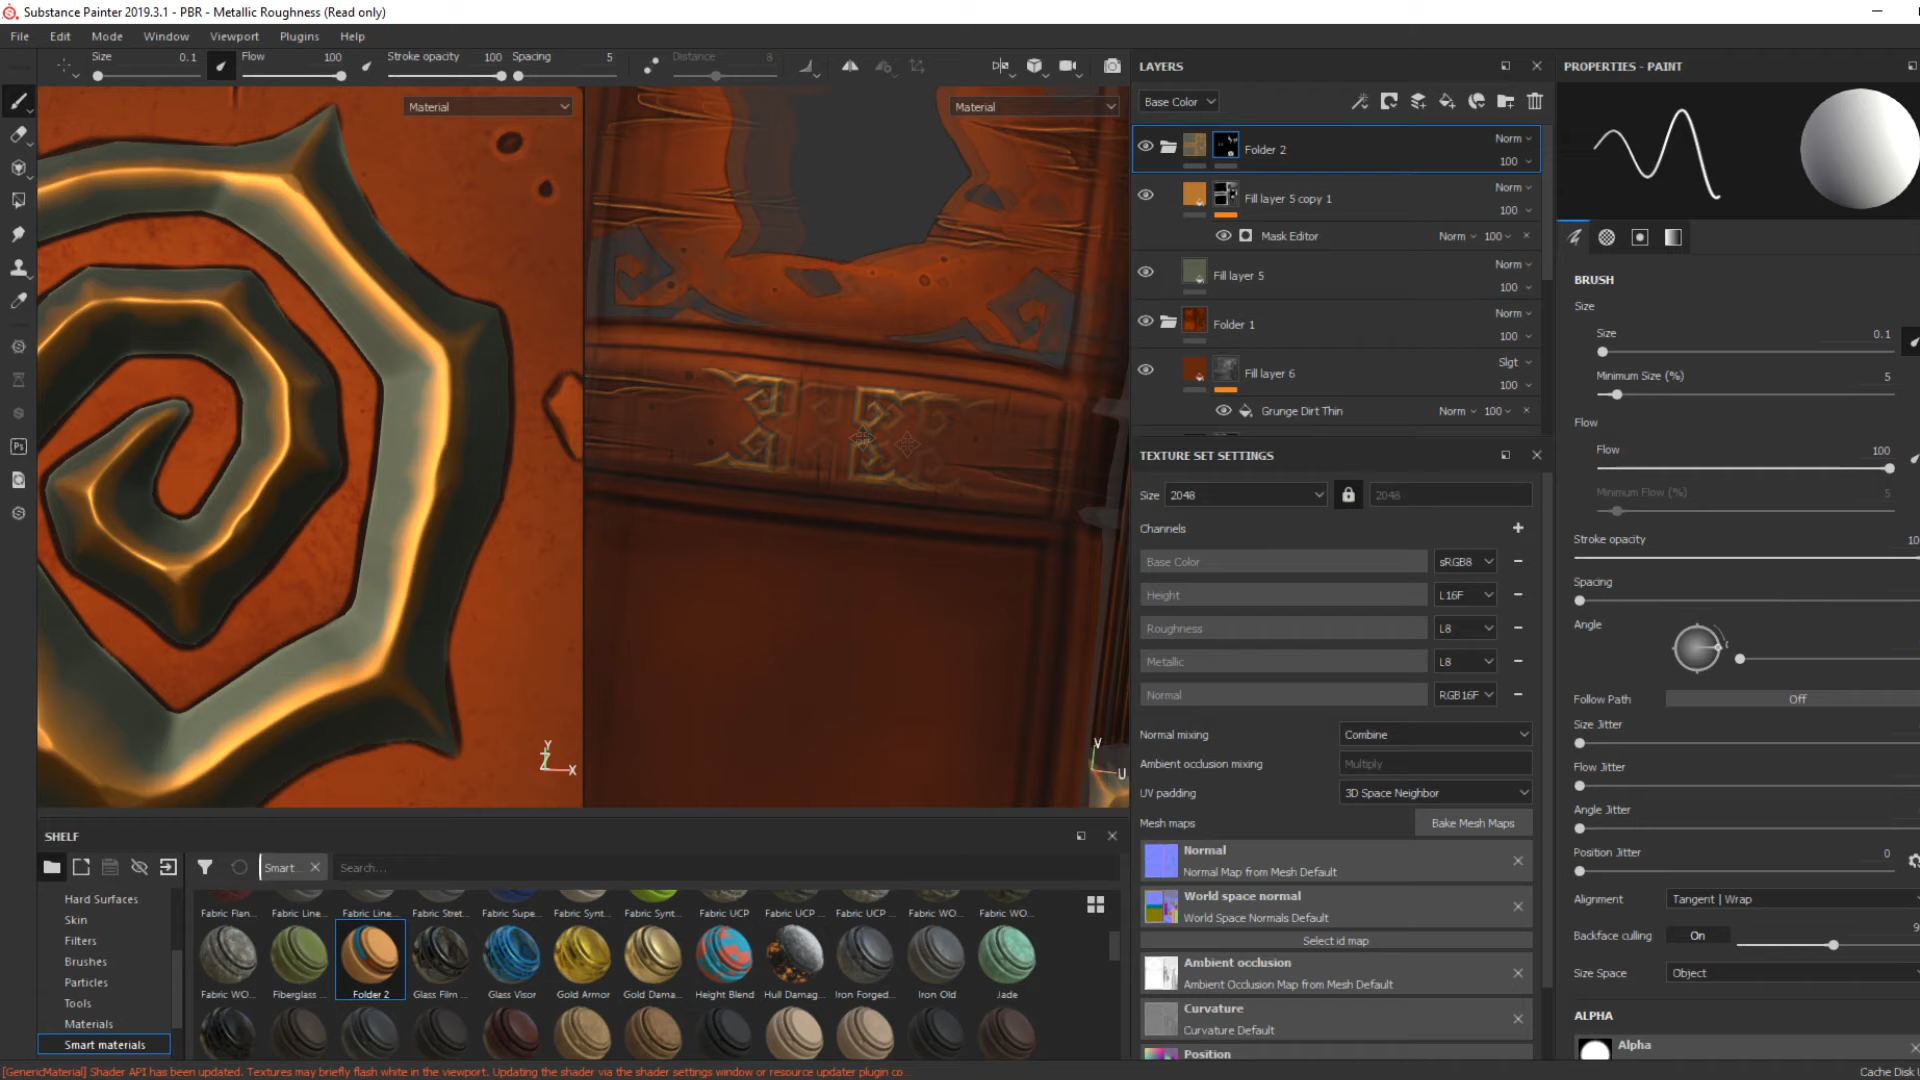 Substance Painter 2019.3.1 - PBR - Metallic Roughness (Read only)
File Edit Mode Window Viewport Plugins Help
Size 0.1 Flow 100 Stroke opacity 100 Spacing 5 Distance 8
Material
Material
Y
Z
X
V
U
LAYERS
Base Color
Folder 2 Norm 100
Fill layer 5 copy 1 Norm 100
Mask Editor Norm 100
Fill layer 5 Norm 100
Folder 1 Norm 100
Fill layer 6 Slgt 100
Grunge Dirt Thin Norm 100
TEXTURE SET SETTINGS
Size 2048 2048
Channels
Base Color sRGB8
Height L16F
Roughness L8
Metallic L8
Normal RGB16F
Normal mixing Combine
Ambient occlusion mixing Multiply
UV padding 3D Space Neighbor
Mesh maps Bake Mesh Maps
Normal
Normal Map from Mesh Default
World space normal
World Space Normals Default
Select id map
Ambient occlusion
Ambient Occlusion Map from Mesh Default
Curvature
Curvature Default
Position
PROPERTIES - PAINT
BRUSH
Size
Size 0.1
Minimum Size (%) 5
Flow
Flow 100
Minimum Flow (%) 5
Stroke opacity 10
Spacing
Angle
Follow Path Off
Size Jitter
Flow Jitter
Angle Jitter
Position Jitter 0
Alignment Tangent | Wrap
Backface culling On 9
Size Space Object
ALPHA
Alpha
SHELF
Smart... Search...
Hard Surfaces
Skin
Filters
Brushes
Particles
Tools
Materials
Smart materials
Fabric Flan... Fabric Line... Fabric Line... Fabric Stret... Fabric Supe... Fabric Synt... Fabric Synt... Fabric UCP Fabric UCP ... Fabric UCP ... Fabric WO... Fabric WO...
Fabric WO... Fiberglass ... Folder 2 Glass Film ... Glass Visor Gold Armor Gold Dama... Height Blend Hull Damag... Iron Forged... Iron Old Jade
[GenericMaterial] Shader API has been updated. Textures may briefly flash white in the viewport. Updating the shader via the shader settings window or resource updater plugin co...
Cache Disk U